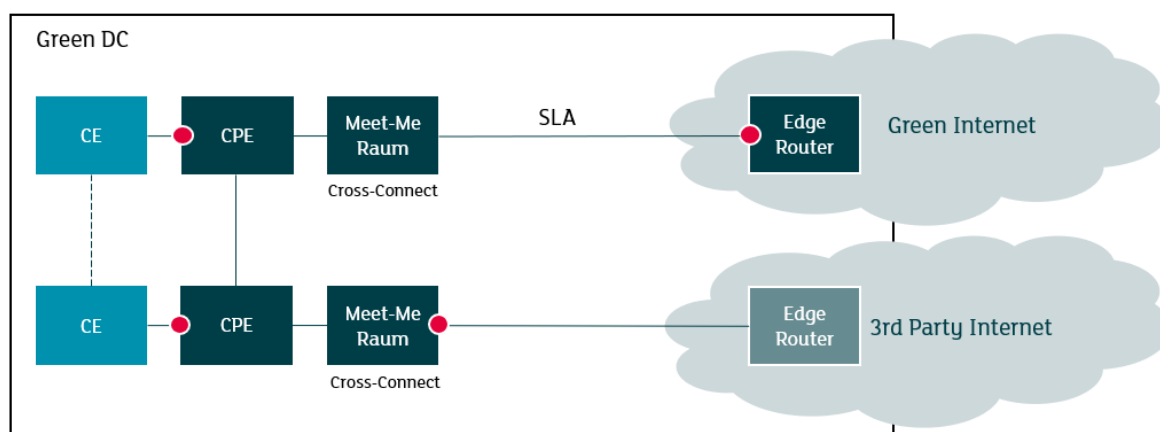 Green DC
CE
CPE
Meet-Me
Raum
Cross-Connect
SLA
Edge
Router
Green Internet
CE
CPE
Meet-Me
Raum
Cross-Connect
Edge
Router
3rd Party Internet